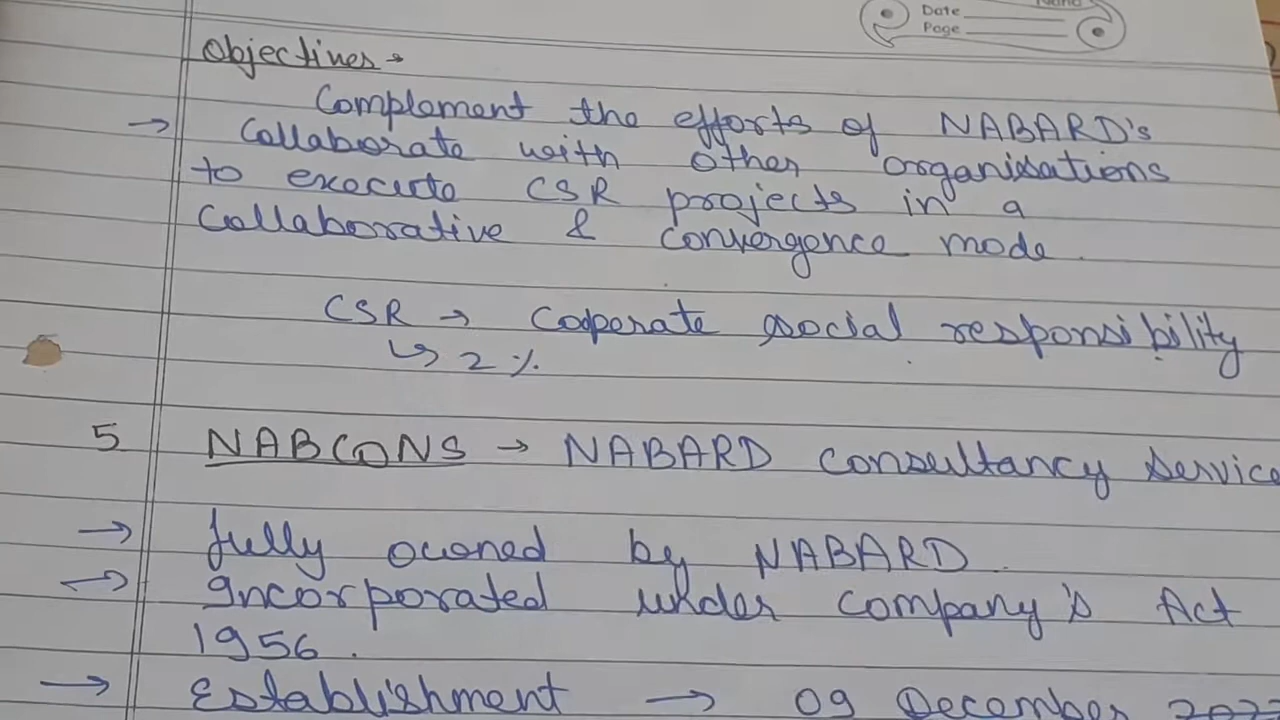 Date
Page
Objectives →
Complement the efforts of NABARD's
→ Collaborate with other organisations
to execute CSR projects in a
Collaborative & convergence mode.
CSR → Cooperate social responsibility
↳ 2 %
5 NABCONS → NABARD Consultancy Service
→ fully owned by NABARD.
→ Incorporated under company's Act
1956.
→ Establishment → 09 December